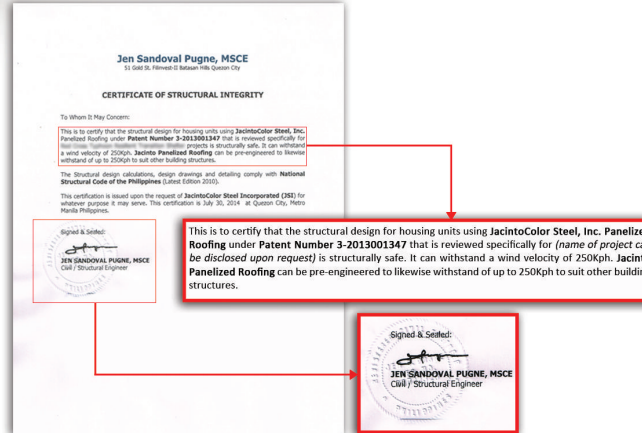 Jen Sandoval Pugne, MSCE
51 Gold St. Filinvest-II Batasan Hills Quezon City
CERTIFICATE OF STRUCTURAL INTEGRITY
To Whom It May Concern:
This is to certify that the structural design for housing units using JacintoColor Steel, Inc.
Panelized Roofing under Patent Number 3-2013001347 that is reviewed specifically for
projects is structurally safe. It can withstand
a wind velocity of 250Kph. Jacinto Panelized Roofing can be pre-engineered to likewise
withstand of up to 250Kph to suit other building structures.
The Structural design calculations, design drawings and detailing comply with National
Structural Code of the Philippines (Latest Edition 2010).
This certification is issued upon the request of JacintoColor Steel Incorporated (JSI) for
whatever purpose it may serve. This certification is July 30, 2014 at Quezon City, Metro
Manila Philippines.
Signed & Sealed:
JEN SANDOVAL PUGNE, MSCE
Civil / Structural Engineer
This is to certify that the structural design for housing units using JacintoColor Steel, Inc. Panelize
Roofing under Patent Number 3-2013001347 that is reviewed specifically for (name of project ca
be disclosed upon request) is structurally safe. It can withstand a wind velocity of 250Kph. Jacint
Panelized Roofing can be pre-engineered to likewise withstand of up to 250Kph to suit other buildin
structures.
Signed & Sealed:
JEN SANDOVAL PUGNE, MSCE
Civil / Structural Engineer